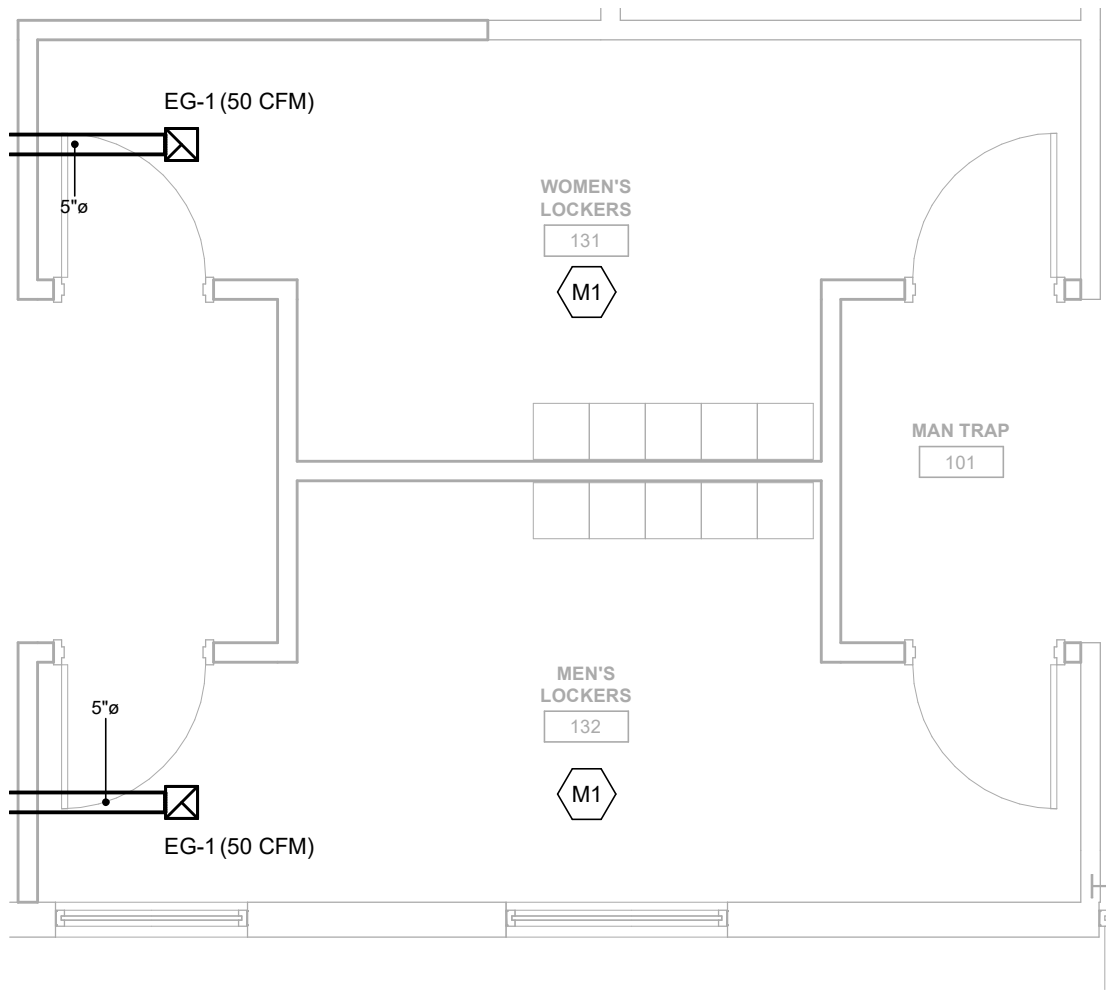 EG-1 (50 CFM)
5"ø
WOMEN'S
LOCKERS
131
M1
MAN TRAP
101
MEN'S
LOCKERS
132
5"ø
M1
EG-1 (50 CFM)